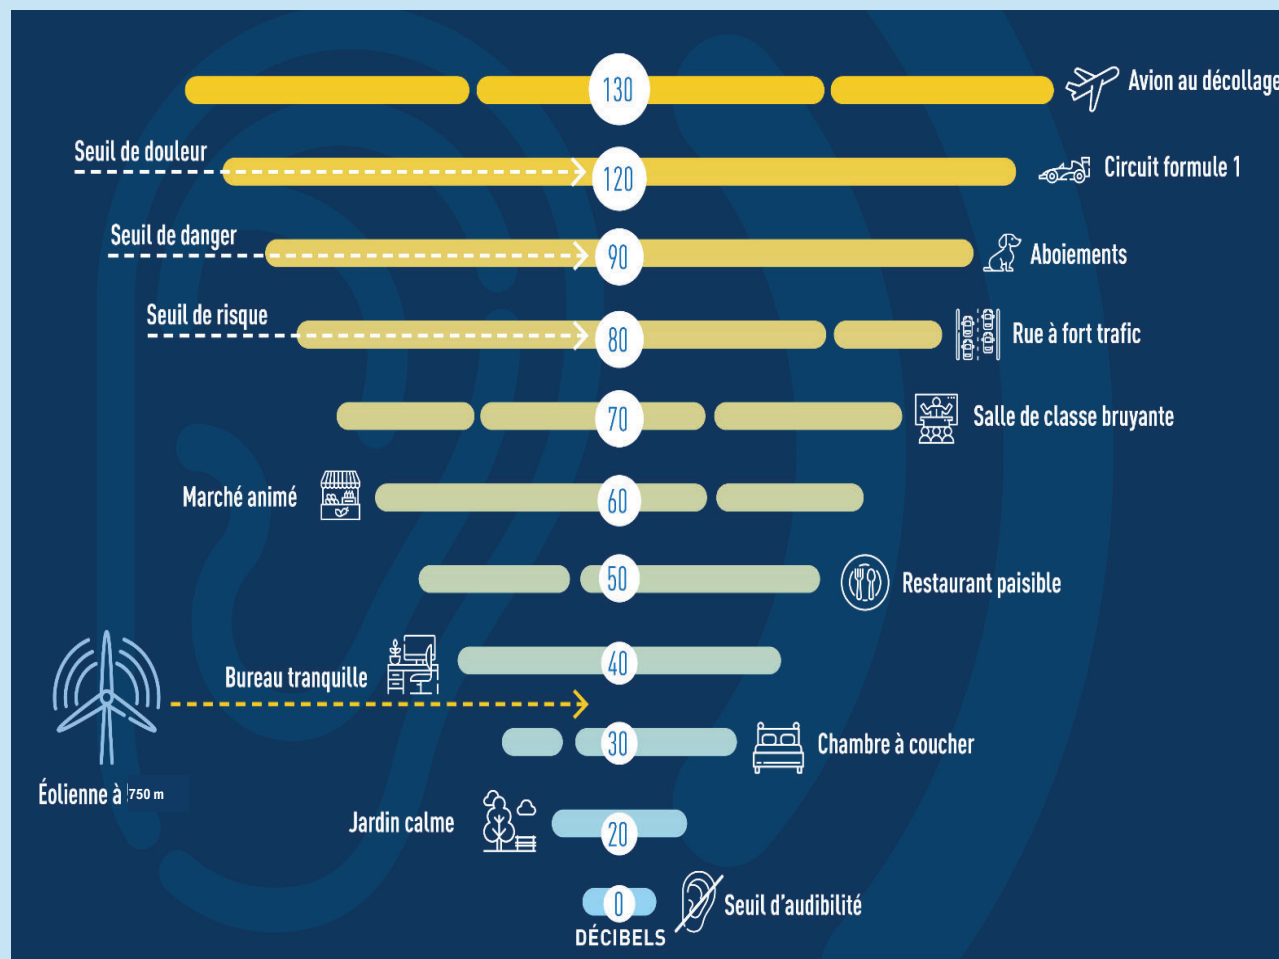 130
Avion au décollage
Seuil de douleur
120
Circuit formule 1
Seuil de danger
90
Aboiements
Seuil de risque
80
Rue à fort trafic
70
Salle de classe bruyante
Marché animé
60
50
Restaurant paisible
40
Bureau tranquille
30
Chambre à coucher
Éolienne à 750 m
Jardin calme
20
0
Seuil d'audibilité
DÉCIBELS